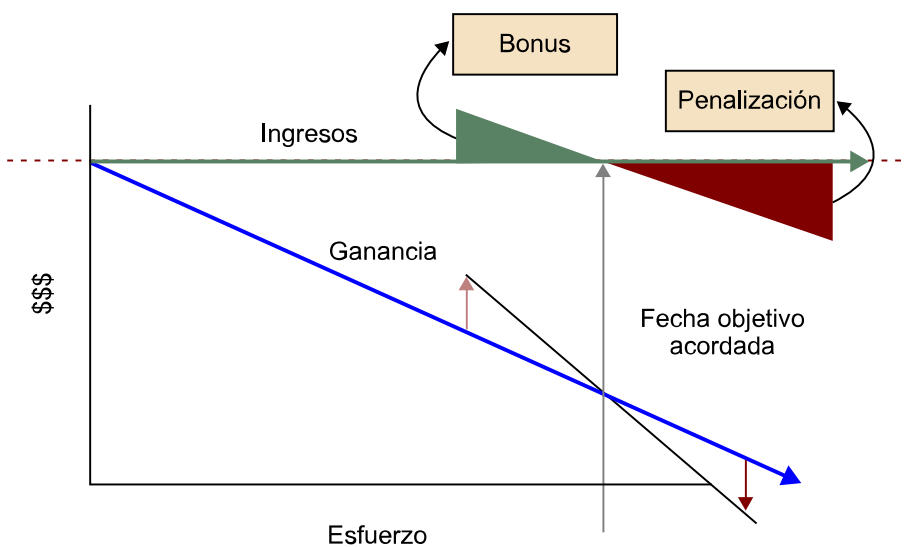 Bonus
Penalización
Ingresos
Ganancia
$$$
Fecha objetivo
acordada
Esfuerzo